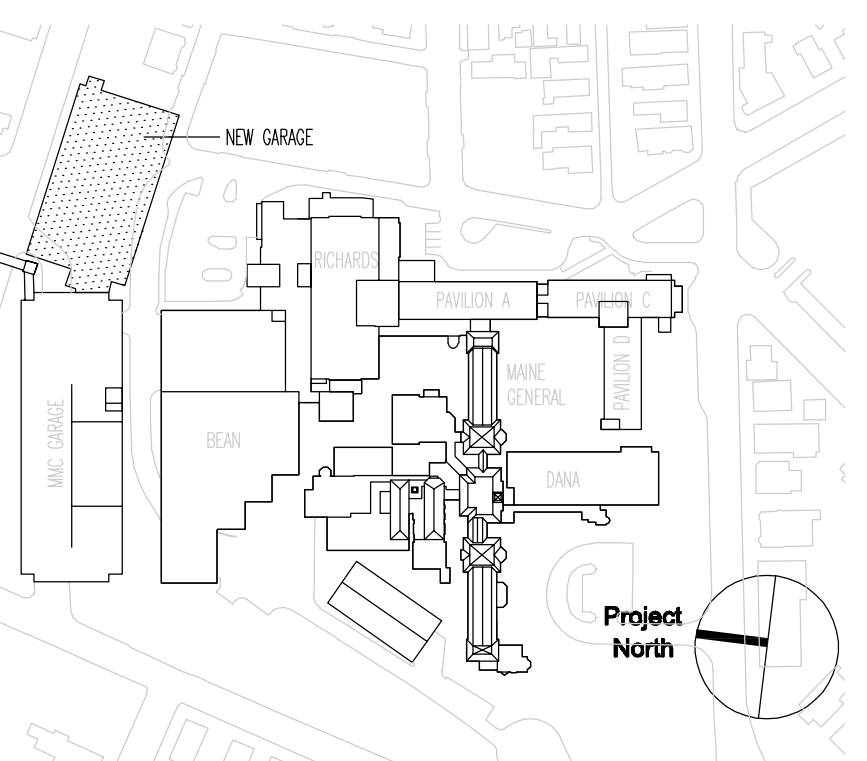 NEW GARAGE
RICHARDS
PAVILION A
PAVILION C
MAINE
GENERAL
PAVILION D
MMC GARAGE
BEAN
DANA
Project
North